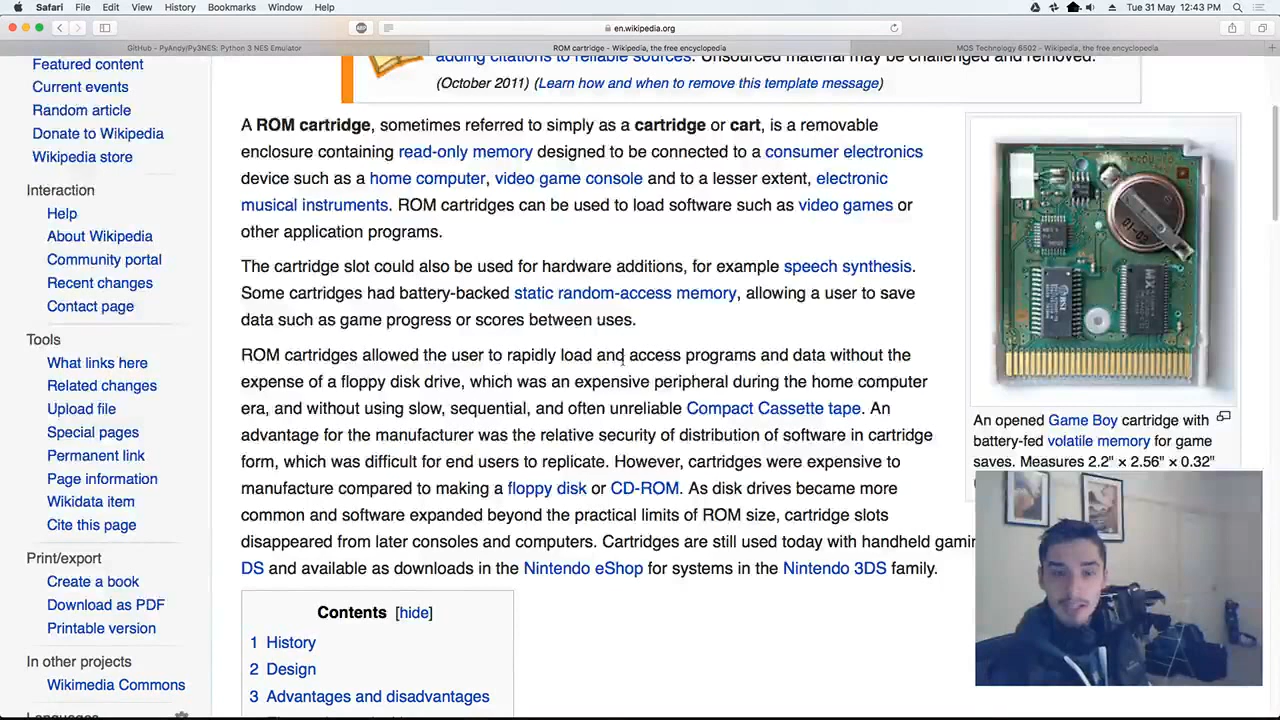 Safari File Edit View History Bookmarks Window Help Tue 31 May 12:43 PM
en.wikipedia.org
GitHub - PyAndy/Py3NES: Python 3 NES Emulator ROM cartridge - Wikipedia, the free encyclopedia MOS Technology 6502 - Wikipedia, the free encyclopedia
Featured content
Current events
Random article
Donate to Wikipedia
Wikipedia store
Interaction
Help
About Wikipedia
Community portal
Recent changes
Contact page
Tools
What links here
Related changes
Upload file
Special pages
Permanent link
Page information
Wikidata item
Cite this page
Print/export
Create a book
Download as PDF
Printable version
In other projects
Wikimedia Commons
Languages
adding citations to reliable sources. Unsourced material may be challenged and removed.
(October 2011) (Learn how and when to remove this template message)
A ROM cartridge, sometimes referred to simply as a cartridge or cart, is a removable
enclosure containing read-only memory designed to be connected to a consumer electronics
device such as a home computer, video game console and to a lesser extent, electronic
musical instruments. ROM cartridges can be used to load software such as video games or
other application programs.
The cartridge slot could also be used for hardware additions, for example speech synthesis.
Some cartridges had battery-backed static random-access memory, allowing a user to save
data such as game progress or scores between uses.
ROM cartridges allowed the user to rapidly load and access programs and data without the
expense of a floppy disk drive, which was an expensive peripheral during the home computer
era, and without using slow, sequential, and often unreliable Compact Cassette tape. An
advantage for the manufacturer was the relative security of distribution of software in cartridge
form, which was difficult for end users to replicate. However, cartridges were expensive to
manufacture compared to making a floppy disk or CD-ROM. As disk drives became more
common and software expanded beyond the practical limits of ROM size, cartridge slots
disappeared from later consoles and computers. Cartridges are still used today with handheld gamin
DS and available as downloads in the Nintendo eShop for systems in the Nintendo 3DS family.
Contents [hide]
1 History
2 Design
3 Advantages and disadvantages
An opened Game Boy cartridge with
battery-fed volatile memory for game
saves. Measures 2.2" × 2.56" × 0.32"